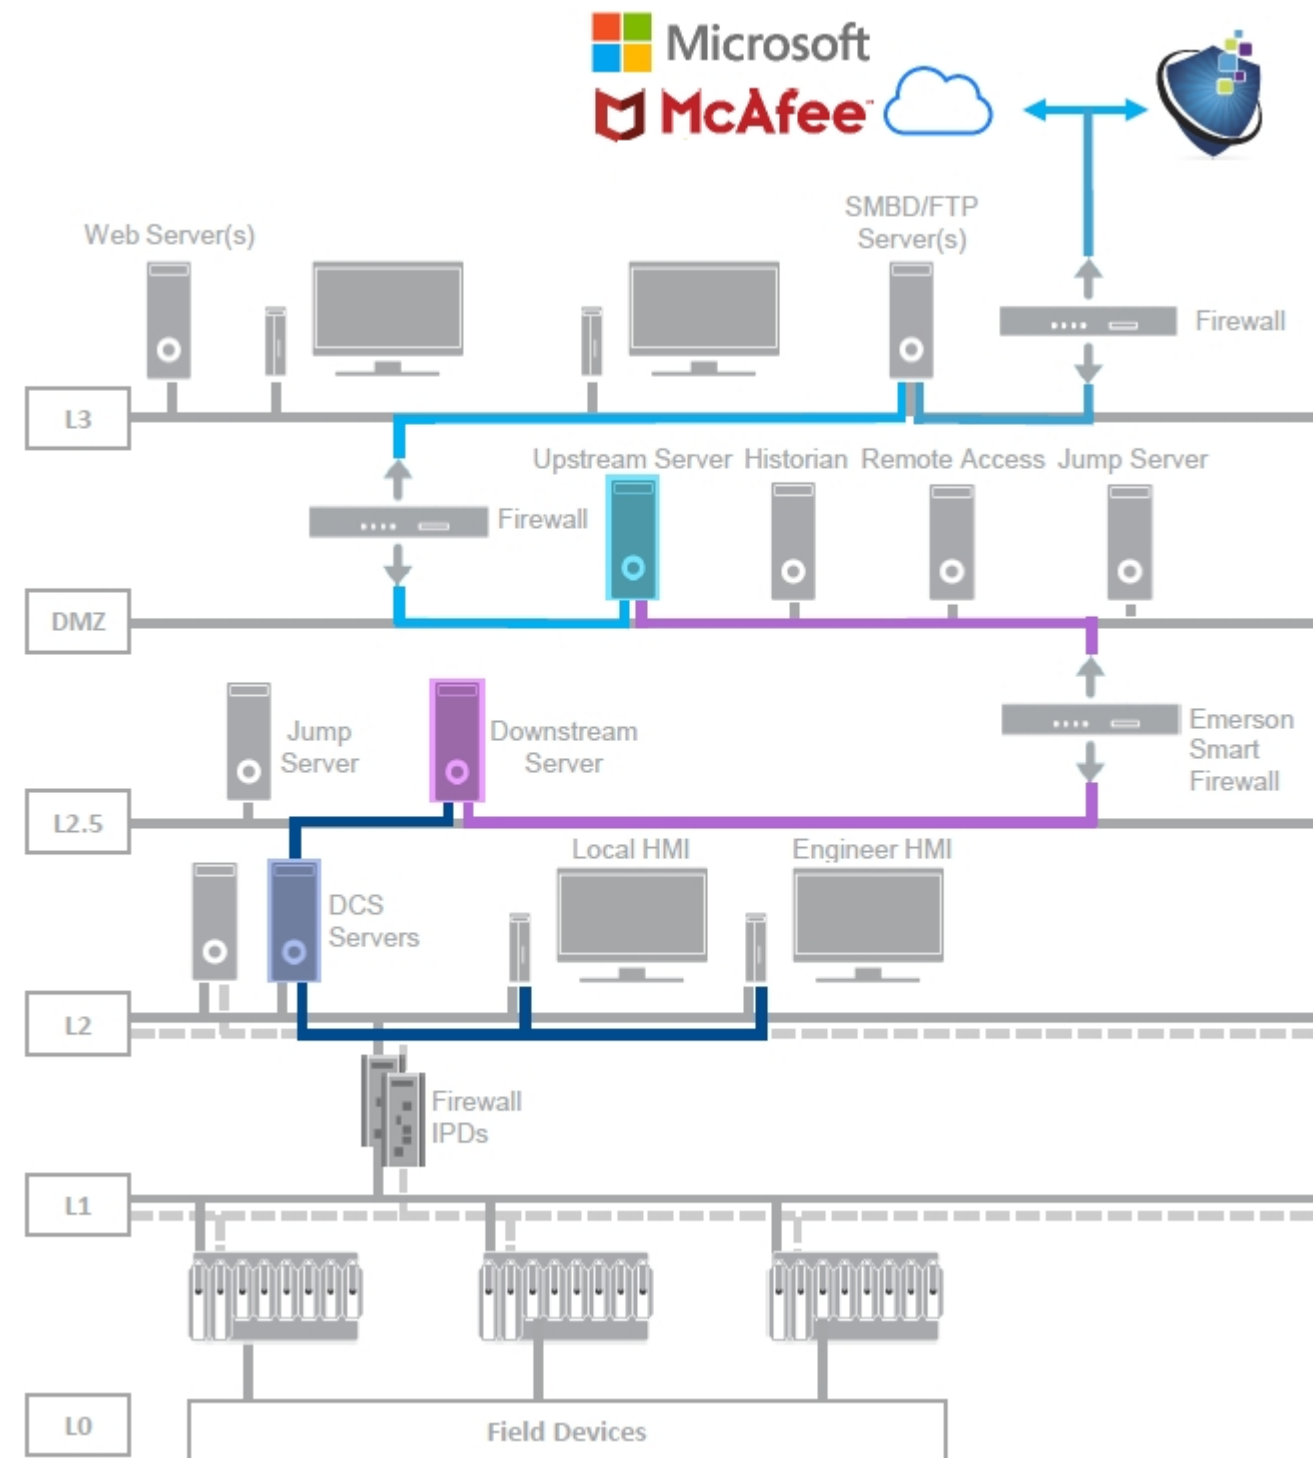 Microsoft
McAfee™
Web Server(s)
SMBD/FTP
Server(s)
Firewall
L3
Upstream Server Historian Remote Access Jump Server
Firewall
DMZ
Jump
Server
Downstream
Server
Emerson
Smart
Firewall
L2.5
Local HMI
Engineer HMI
DCS
Servers
L2
Firewall
IPDs
L1
L0
Field Devices